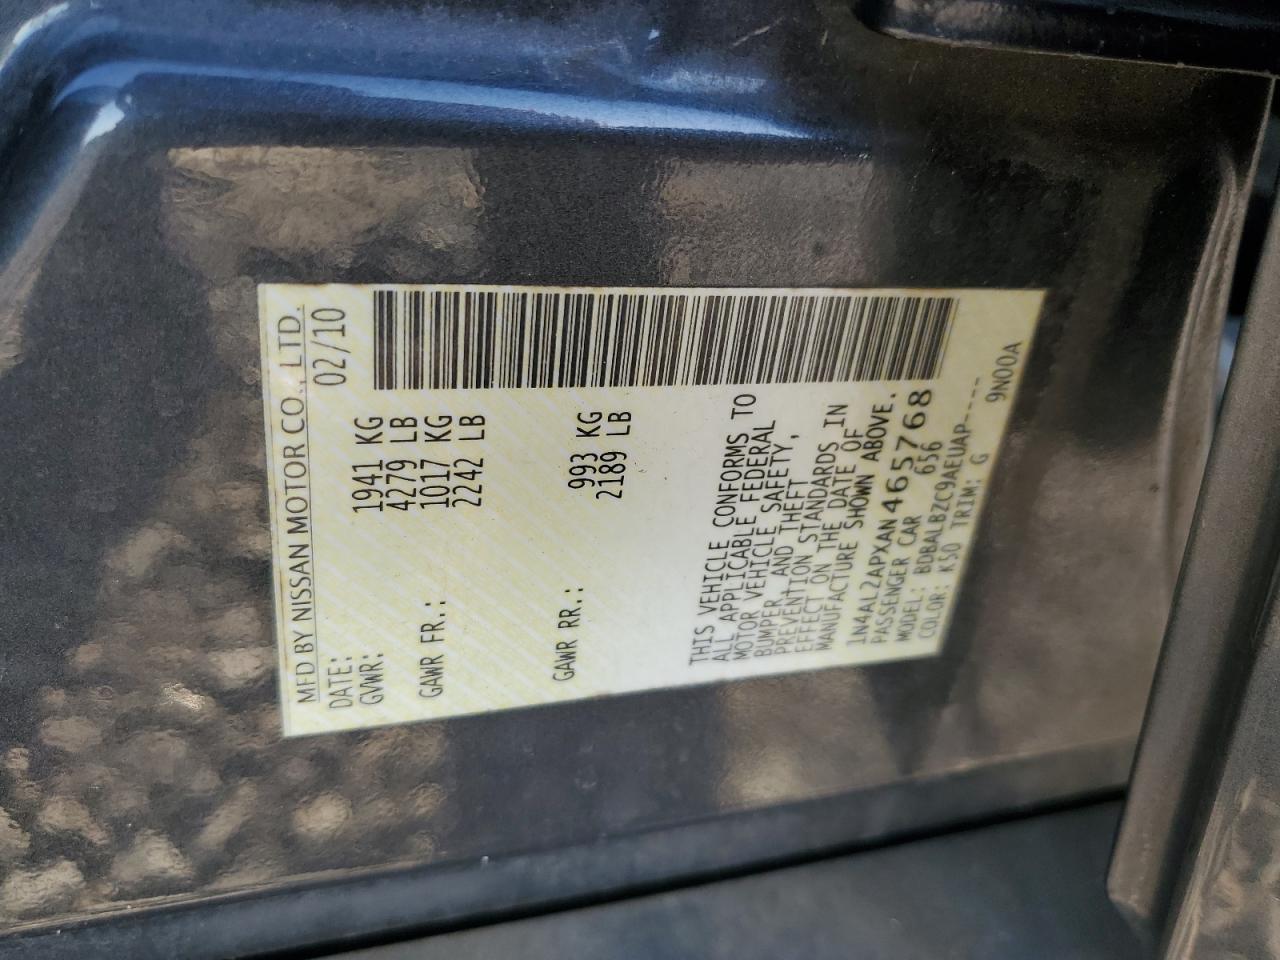 MFD BY NISSAN MOTOR CO., LTD.
DATE: 02/10
GVWR: 1941 KG
4279 LB
GAWR FR.: 1017 KG
2242 LB
GAWR RR.: 993 KG
2189 LB
THIS VEHICLE CONFORMS TO
ALL APPLICABLE FEDERAL
MOTOR VEHICLE SAFETY,
BUMPER, AND THEFT
PREVENTION STANDARDS IN
EFFECT ON THE DATE OF
MANUFACTURE SHOWN ABOVE.
1N4AL2APXAN465768
PASSENGER CAR 656
MODEL: BDBALBZC9AEUAP-----
COLOR: K50 TRIM: G
9N00A